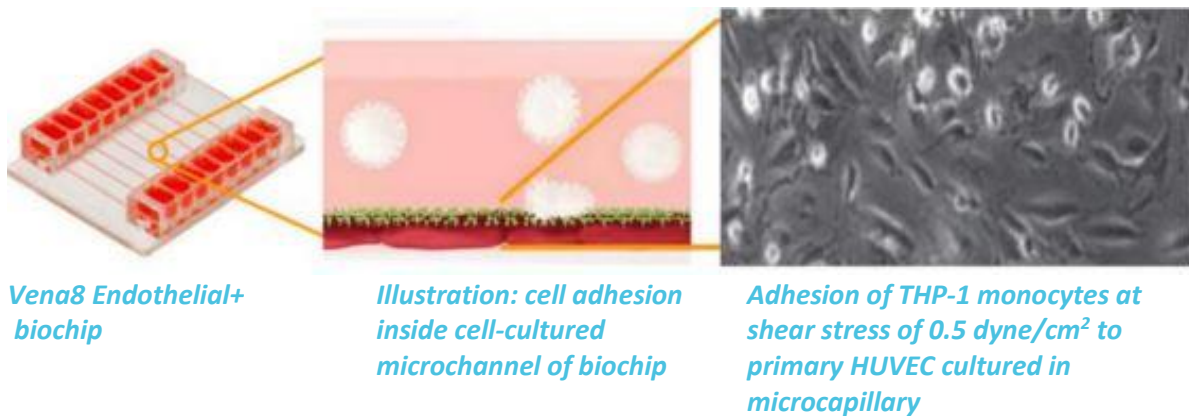 Vena8 Endothelial+
biochip
Illustration: cell adhesion
inside cell-cultured
microchannel of biochip
Adhesion of THP-1 monocytes at
shear stress of 0.5 dyne/cm² to
primary HUVEC cultured in
microcapillary